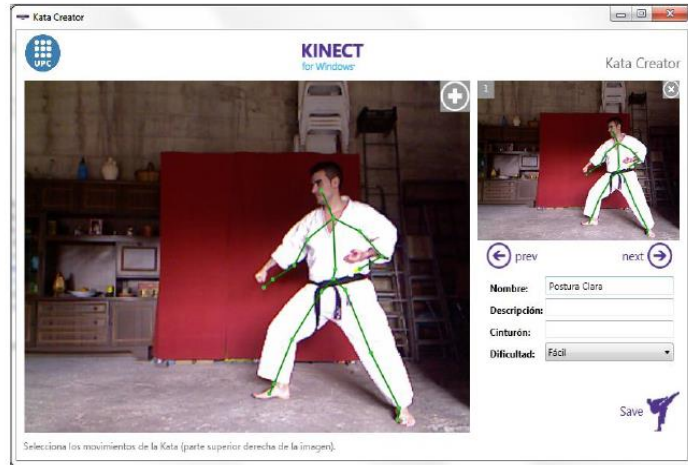 Kata Creator
UPC
KINECT
for Windows
Kata Creator
1
prev
next
Nombre: Postura Clara
Descripción:
Cinturón:
Dificultad: Fácil
Save
Selecciona los movimientos de la Kata (parte superior derecha de la imagen).